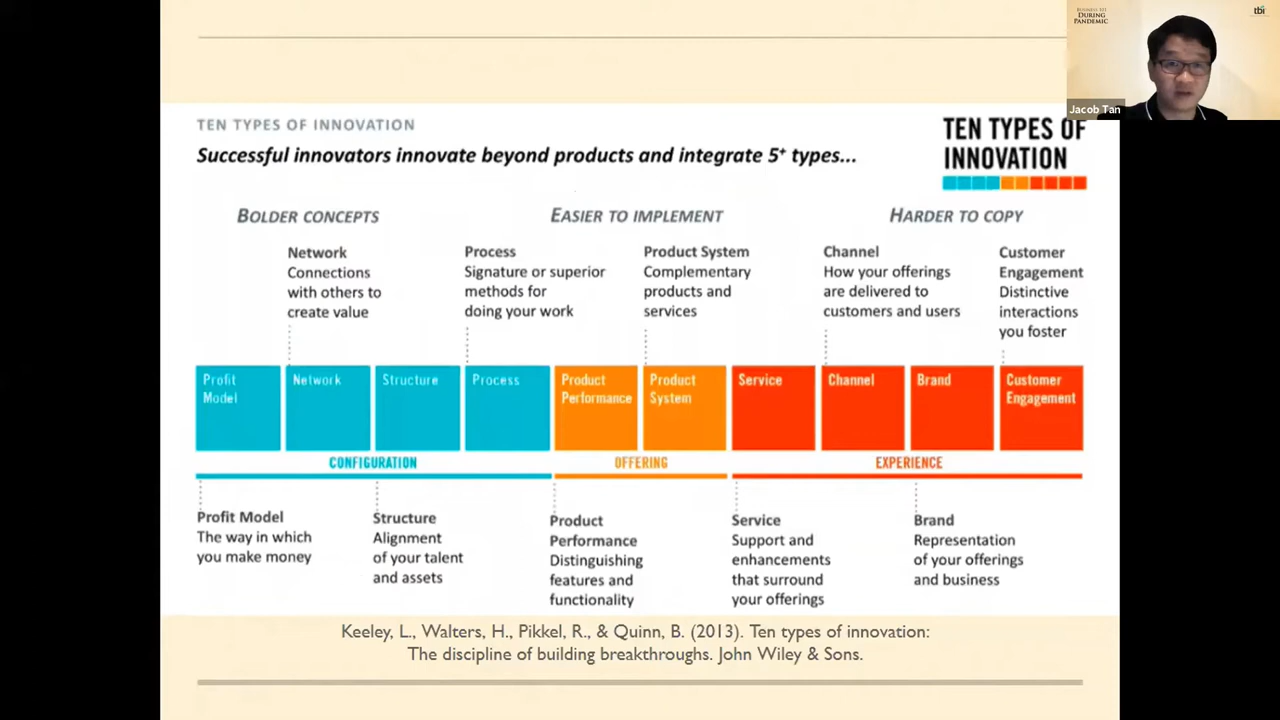 BUSINESS 101
DURING
PANDEMIC
tbi
Jacob Tan
TEN TYPES OF INNOVATION
Successful innovators innovate beyond products and integrate 5+ types...
TEN TYPES OF
INNOVATION
BOLDER CONCEPTS
EASIER TO IMPLEMENT
HARDER TO COPY
Network
Connections
with others to
create value
Process
Signature or superior
methods for
doing your work
Product System
Complementary
products and
services
Channel
How your offerings
are delivered to
customers and users
Customer
Engagement
Distinctive
interactions
you foster
Profit
Model
Network
Structure
Process
Product
Performance
Product
System
Service
Channel
Brand
Customer
Engagement
CONFIGURATION
OFFERING
EXPERIENCE
Profit Model
The way in which
you make money
Structure
Alignment
of your talent
and assets
Product
Performance
Distinguishing
features and
functionality
Service
Support and
enhancements
that surround
your offerings
Brand
Representation
of your offerings
and business
Keeley, L., Walters, H., Pikkel, R., & Quinn, B. (2013). Ten types of innovation:
The discipline of building breakthroughs. John Wiley & Sons.